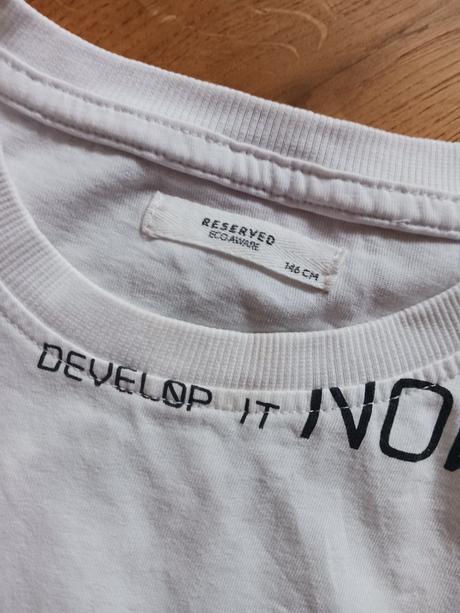 RESERVED
ECO AWARE
146 CM
DEVELOP IT